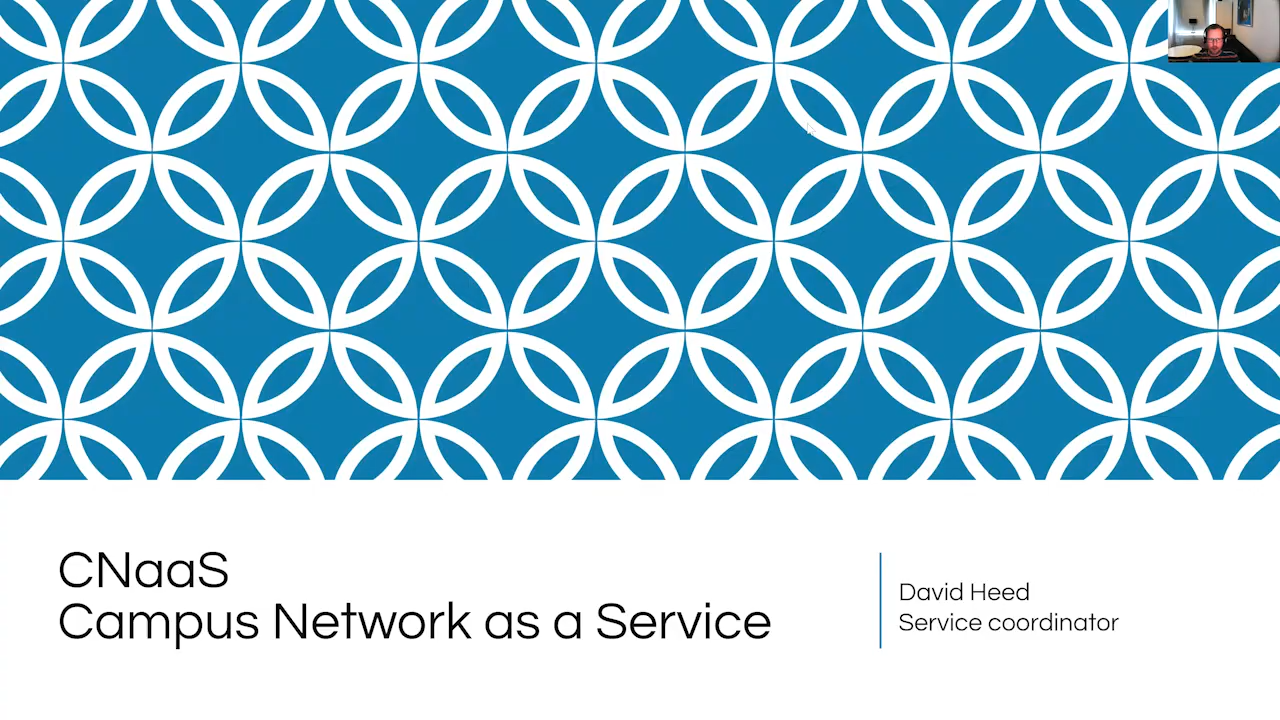 CNaaS
Campus Network as a Service
David Heed
Service coordinator